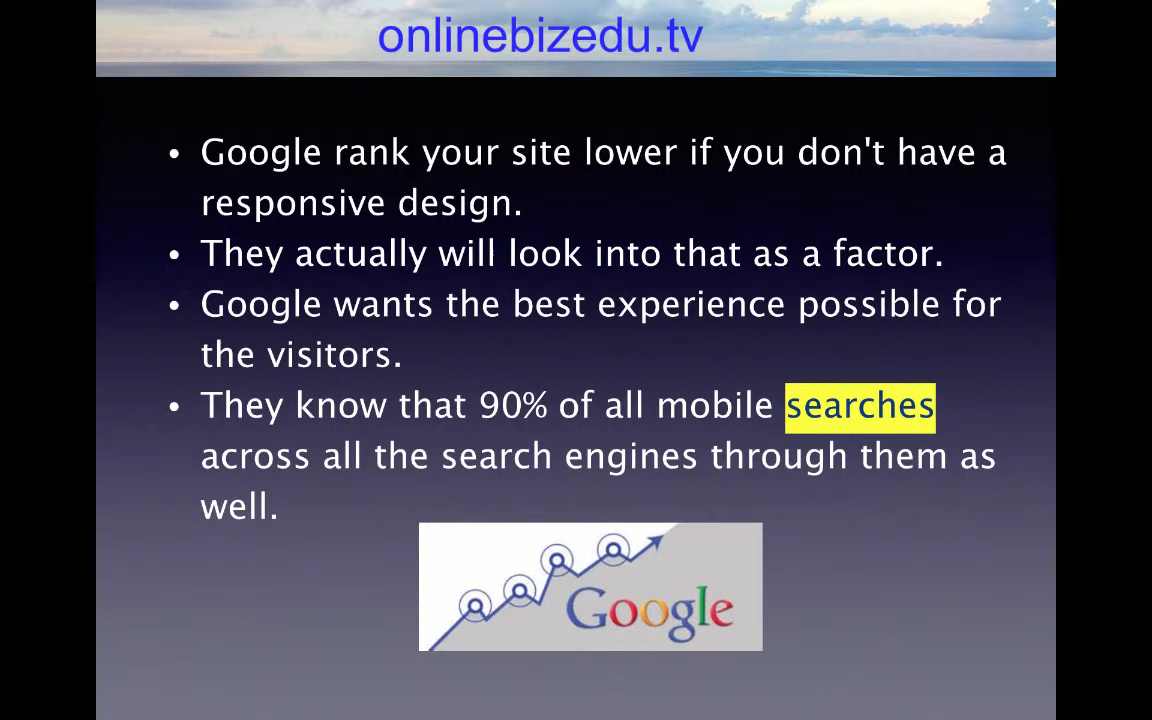 onlinebizedu.tv
• Google rank your site lower if you don't have a
responsive design.
• They actually will look into that as a factor.
• Google wants the best experience possible for
the visitors.
• They know that 90% of all mobile searches
across all the search engines through them as
well.
Google